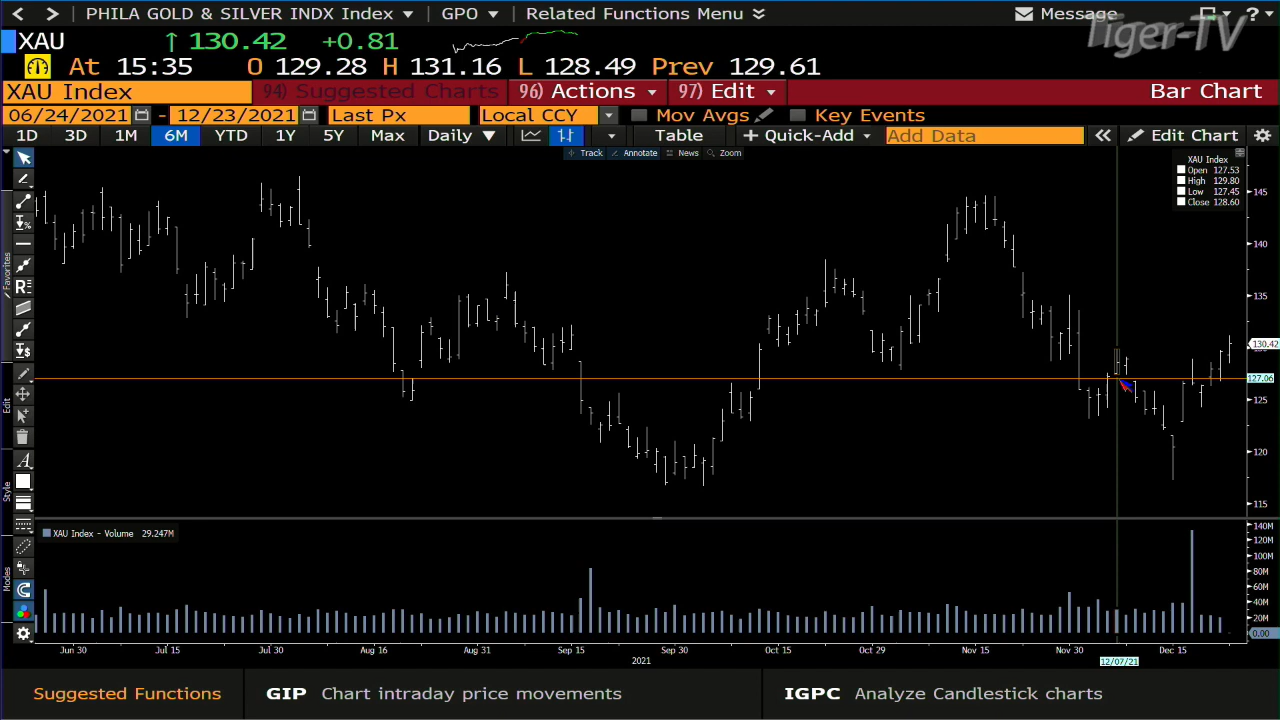 PHILA GOLD & SILVER INDX Index GPO Related Functions Menu Message ?
Tiger-TV
XAU ↑ 130.42 +0.81
At 15:35 O 129.28 H 131.16 L 128.49 Prev 129.61
XAU Index 94) Suggested Charts 96) Actions 97) Edit Bar Chart
06/24/2021 - 12/23/2021 Last Px Local CCY Mov Avgs Key Events
1D 3D 1M 6M YTD 1Y 5Y Max Daily ▼ Table + Quick-Add Add Data « Edit Chart
Track Annotate News Zoom
XAU Index
Open 127.53
High 129.80
Low 127.45
Close 128.60
145
140
135
130.42
127.06
125
120
115
Favorites
Edit
Style
Modes
XAU Index - Volume 29.247M
140M
120M
100M
80M
60M
40M
20M
0.00
Jun 30 Jul 15 Jul 30 Aug 16 Aug 31 Sep 15 Sep 30 Oct 15 Oct 29 Nov 15 Nov 30 Dec 15
2021
12/07/21
Suggested Functions GIP Chart intraday price movements IGPC Analyze Candlestick charts